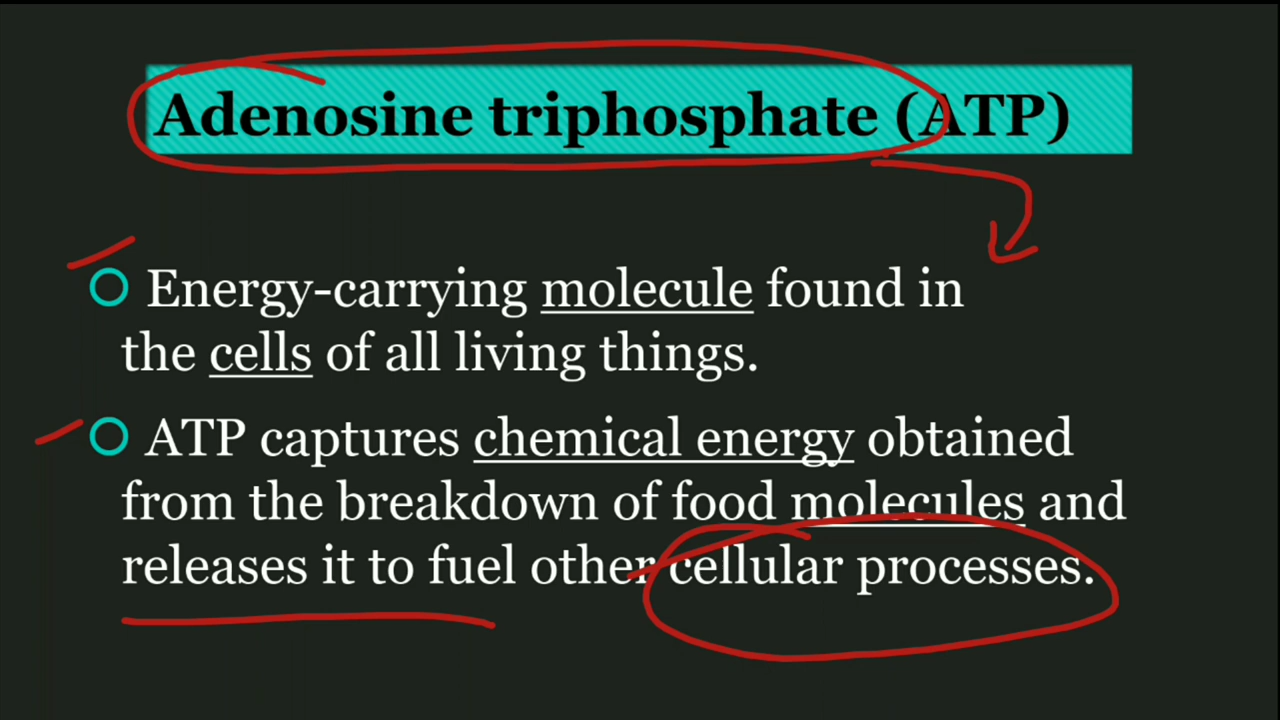 Adenosine triphosphate (ATP)
Energy-carrying molecule found in
the cells of all living things.
ATP captures chemical energy obtained
from the breakdown of food molecules and
releases it to fuel other cellular processes.